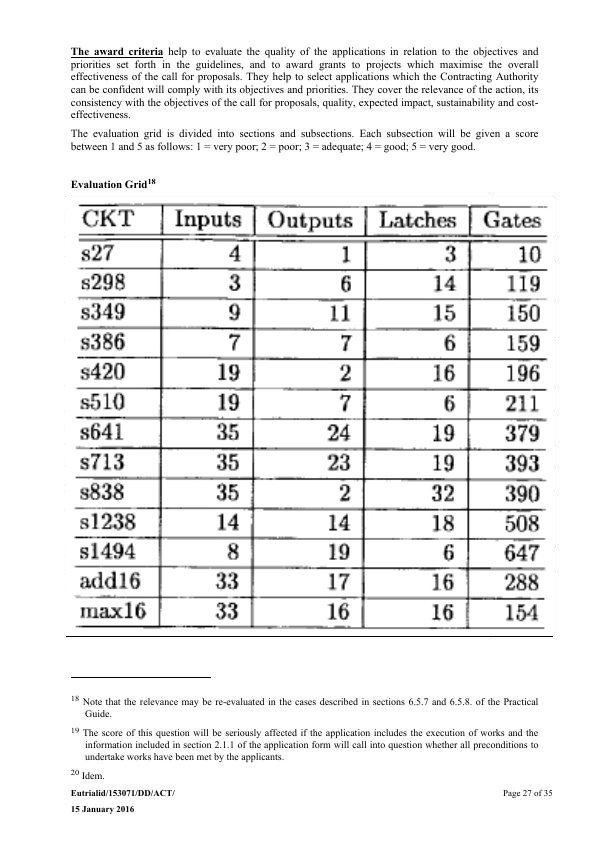 The award criteria help to evaluate the quality of the applications in relation to the objectives and
priorities set forth in the guidelines, and to award grants to projects which maximise the overall
effectiveness of the call for proposals. They help to select applications which the Contracting Authority
can be confident will comply with its objectives and priorities. They cover the relevance of the action, its
consistency with the objectives of the call for proposals, quality, expected impact, sustainability and cost-
effectiveness.
The evaluation grid is divided into sections and subsections. Each subsection will be given a score
between 1 and 5 as follows: 1 = very poor; 2 = poor; 3 = adequate; 4 = good; 5 = very good.
Evaluation Grid18
CKT Inputs Outputs Latches Gates
s27 4 1 3 10
s298 3 6 14 119
s349 9 11 15 150
s386 7 7 6 159
s420 19 2 16 196
s510 19 7 6 211
s641 35 24 19 379
s713 35 23 19 393
s838 35 2 32 390
s1238 14 14 18 508
s1494 8 19 6 647
add16 33 17 16 288
max16 33 16 16 154
18 Note that the relevance may be re-evaluated in the cases described in sections 6.5.7 and 6.5.8. of the Practical
Guide.
19 The score of this question will be seriously affected if the application includes the execution of works and the
information included in section 2.1.1 of the application form will call into question whether all preconditions to
undertake works have been met by the applicants.
20 Idem.
Eutrialid/153071/DD/ACT/ Page 27 of 35
15 January 2016